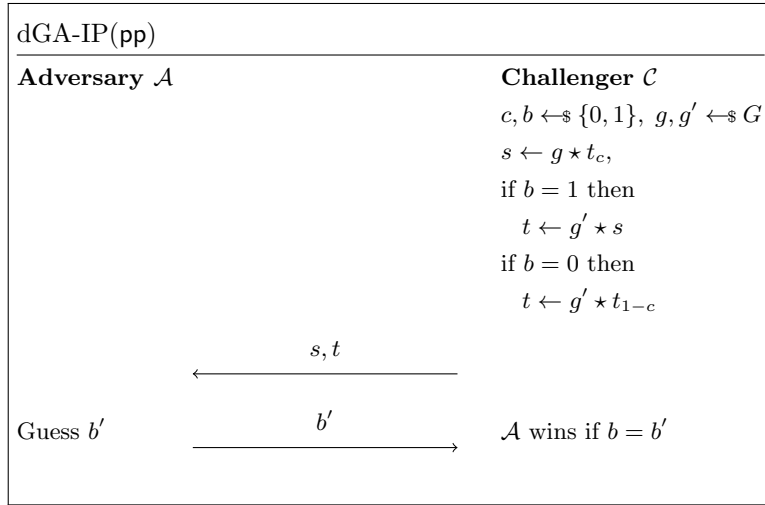 dGA-IP(pp)
Adversary 𝒜 Challenger 𝒞
c, b ←$ {0, 1}, g, g′ ←$ G
s ← g ⋆ t_c,
if b = 1 then
t ← g′ ⋆ s
if b = 0 then
t ← g′ ⋆ t_{1−c}
s, t
Guess b′ b′ 𝒜 wins if b = b′